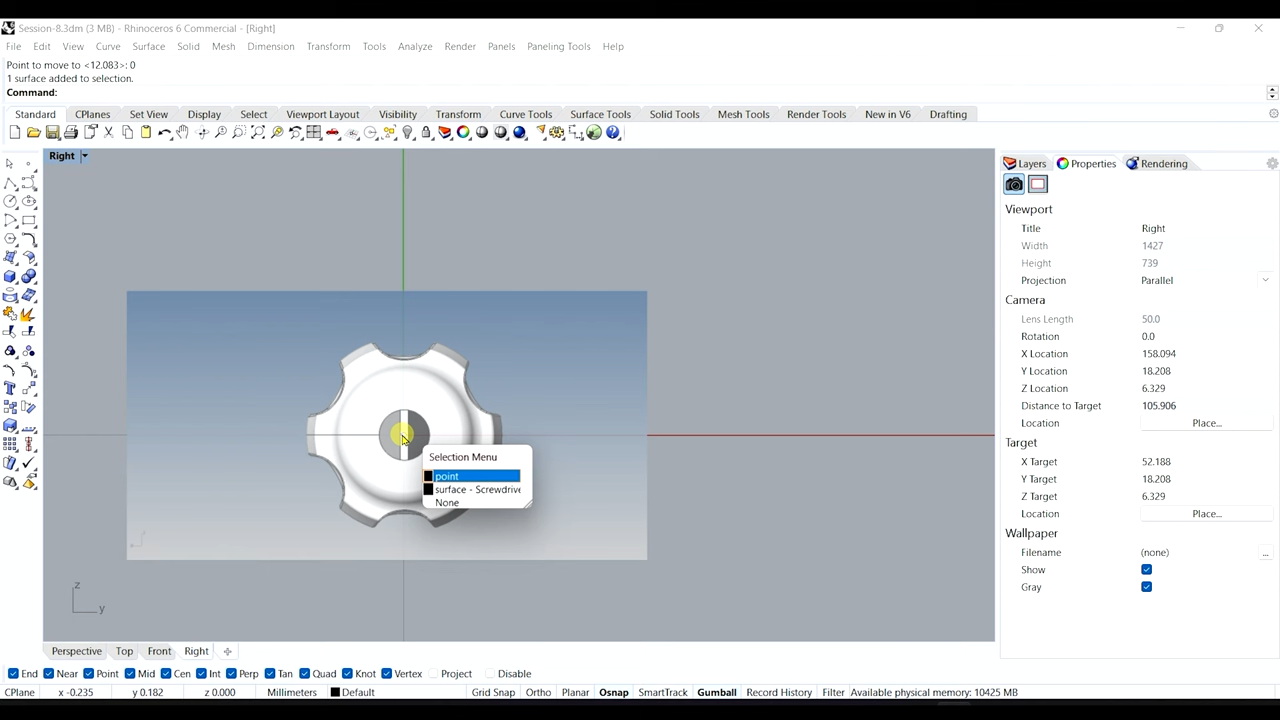 Session-8.3dm (3 MB) - Rhinoceros 6 Commercial - [Right]
File Edit View Curve Surface Solid Mesh Dimension Transform Tools Analyze Render Panels Paneling Tools Help
Point to move to <12.083>: 0
1 surface added to selection.
Command:
Standard CPlanes Set View Display Select Viewport Layout Visibility Transform Curve Tools Surface Tools Solid Tools Mesh Tools Render Tools New in V6 Drafting
Right
Layers Properties Rendering
Viewport
Title Right
Width 1427
Height 739
Projection Parallel
Camera
Lens Length 50.0
Rotation 0.0
X Location 158.094
Y Location 18.208
Z Location 6.329
Distance to Target 105.906
Location Place...
Target
X Target 52.188
Y Target 18.208
Z Target 6.329
Location Place...
Wallpaper
Filename (none) ...
Show
Gray
Selection Menu
point
surface - Screwdrive
None
z
y
Perspective Top Front Right
End Near Point Mid Cen Int Perp Tan Quad Knot Vertex Project Disable
CPlane x -0.235 y 0.182 z 0.000 Millimeters Default Grid Snap Ortho Planar Osnap SmartTrack Gumball Record History Filter Available physical memory: 10425 MB